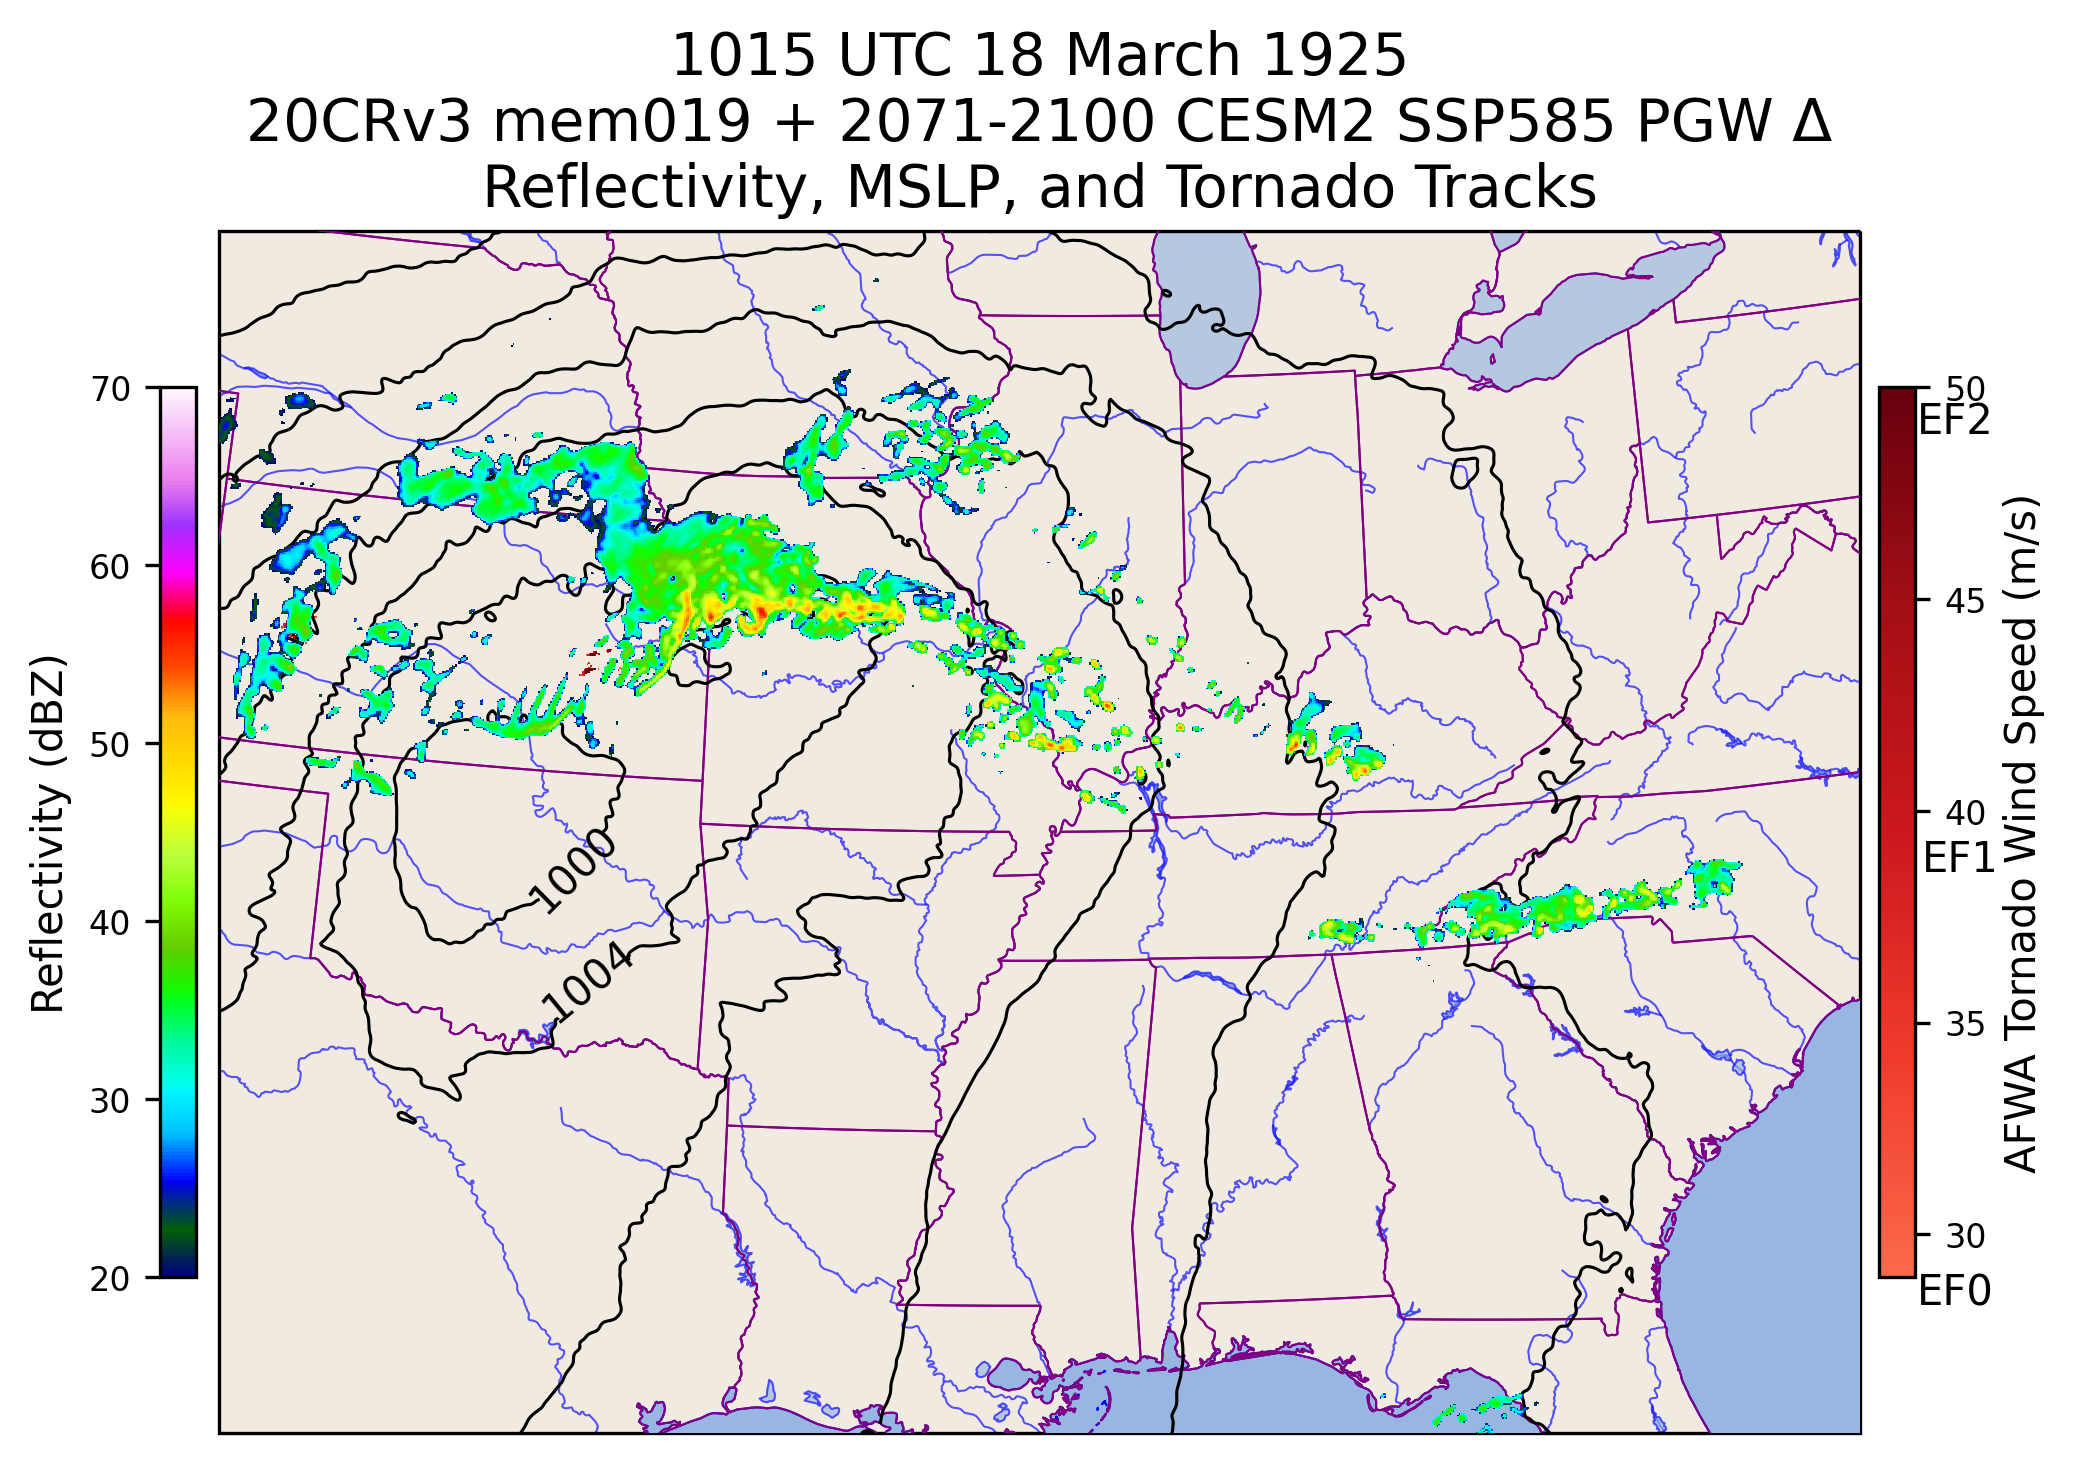 1015 UTC 18 March 1925
20CRv3 mem019 + 2071-2100 CESM2 SSP585 PGW Δ
Reflectivity, MSLP, and Tornado Tracks
Reflectivity (dBZ)
70
60
50
40
30
20
1000
1004
50
EF2
45
40
EF1
35
30
EF0
AFWA Tornado Wind Speed (m/s)